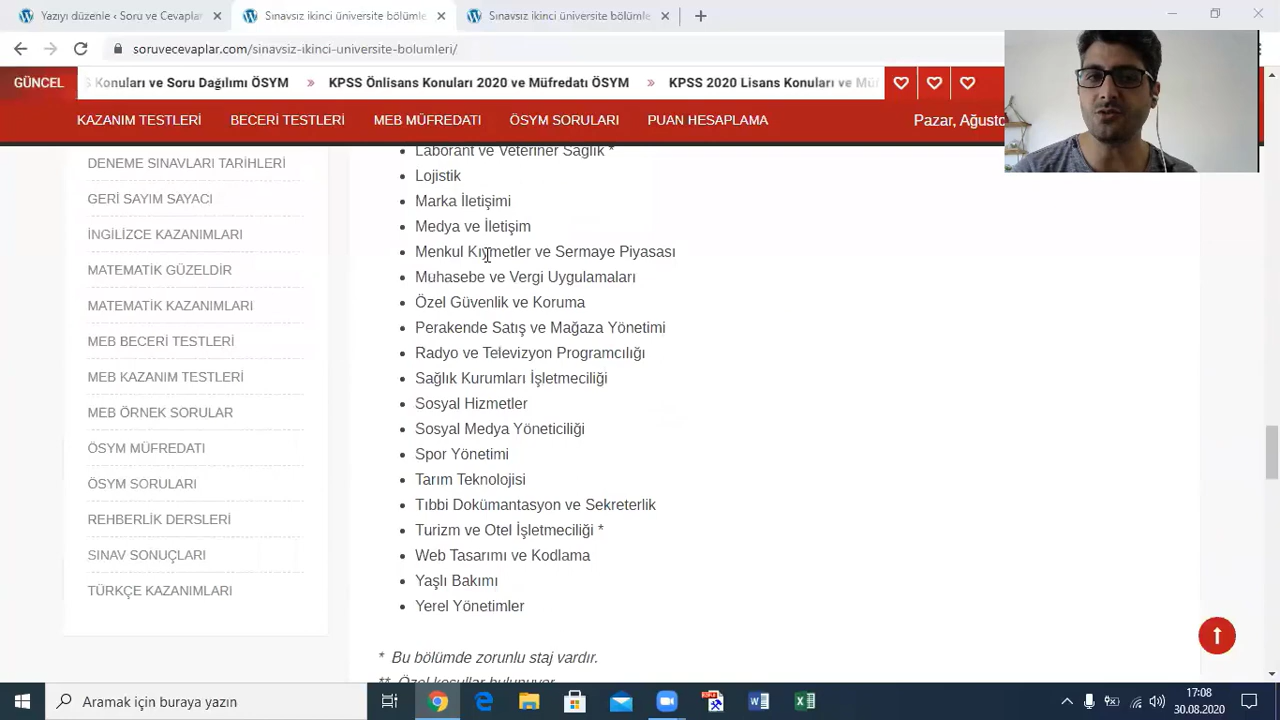 Yazıyı düzenle ‹ Soru ve Cevaplar
Sınavsız ikinci üniversite bölümle
Sınavsız ikinci üniversite bölümle
soruvecevaplar.com/sinavsiz-ikinci-universite-bolumleri/
GÜNCEL
S Konuları ve Soru Dağılımı ÖSYM » KPSS Önlisans Konuları 2020 ve Müfredatı ÖSYM » KPSS 2020 Lisans Konuları ve Mü
KAZANIM TESTLERİ BECERİ TESTLERİ MEB MÜFREDATI ÖSYM SORULARI PUAN HESAPLAMA Pazar, Ağusto
DENEME SINAVLARI TARİHLERİ
GERİ SAYIM SAYACI
İNGİLİZCE KAZANIMLARI
MATEMATİK GÜZELDİR
MATEMATİK KAZANIMLARI
MEB BECERİ TESTLERİ
MEB KAZANIM TESTLERİ
MEB ÖRNEK SORULAR
ÖSYM MÜFREDATI
ÖSYM SORULARI
REHBERLİK DERSLERİ
SINAV SONUÇLARI
TÜRKÇE KAZANIMLARI
Laborant ve Veteriner Sağlık *
Lojistik
Marka İletişimi
Medya ve İletişim
Menkul Kıymetler ve Sermaye Piyasası
Muhasebe ve Vergi Uygulamaları
Özel Güvenlik ve Koruma
Perakende Satış ve Mağaza Yönetimi
Radyo ve Televizyon Programcılığı
Sağlık Kurumları İşletmeciliği
Sosyal Hizmetler
Sosyal Medya Yöneticiliği
Spor Yönetimi
Tarım Teknolojisi
Tıbbi Dokümantasyon ve Sekreterlik
Turizm ve Otel İşletmeciliği *
Web Tasarımı ve Kodlama
Yaşlı Bakımı
Yerel Yönetimler
* Bu bölümde zorunlu staj vardır.
** Özel koşullar bulunuyor
Aramak için buraya yazın
17:08
30.08.2020